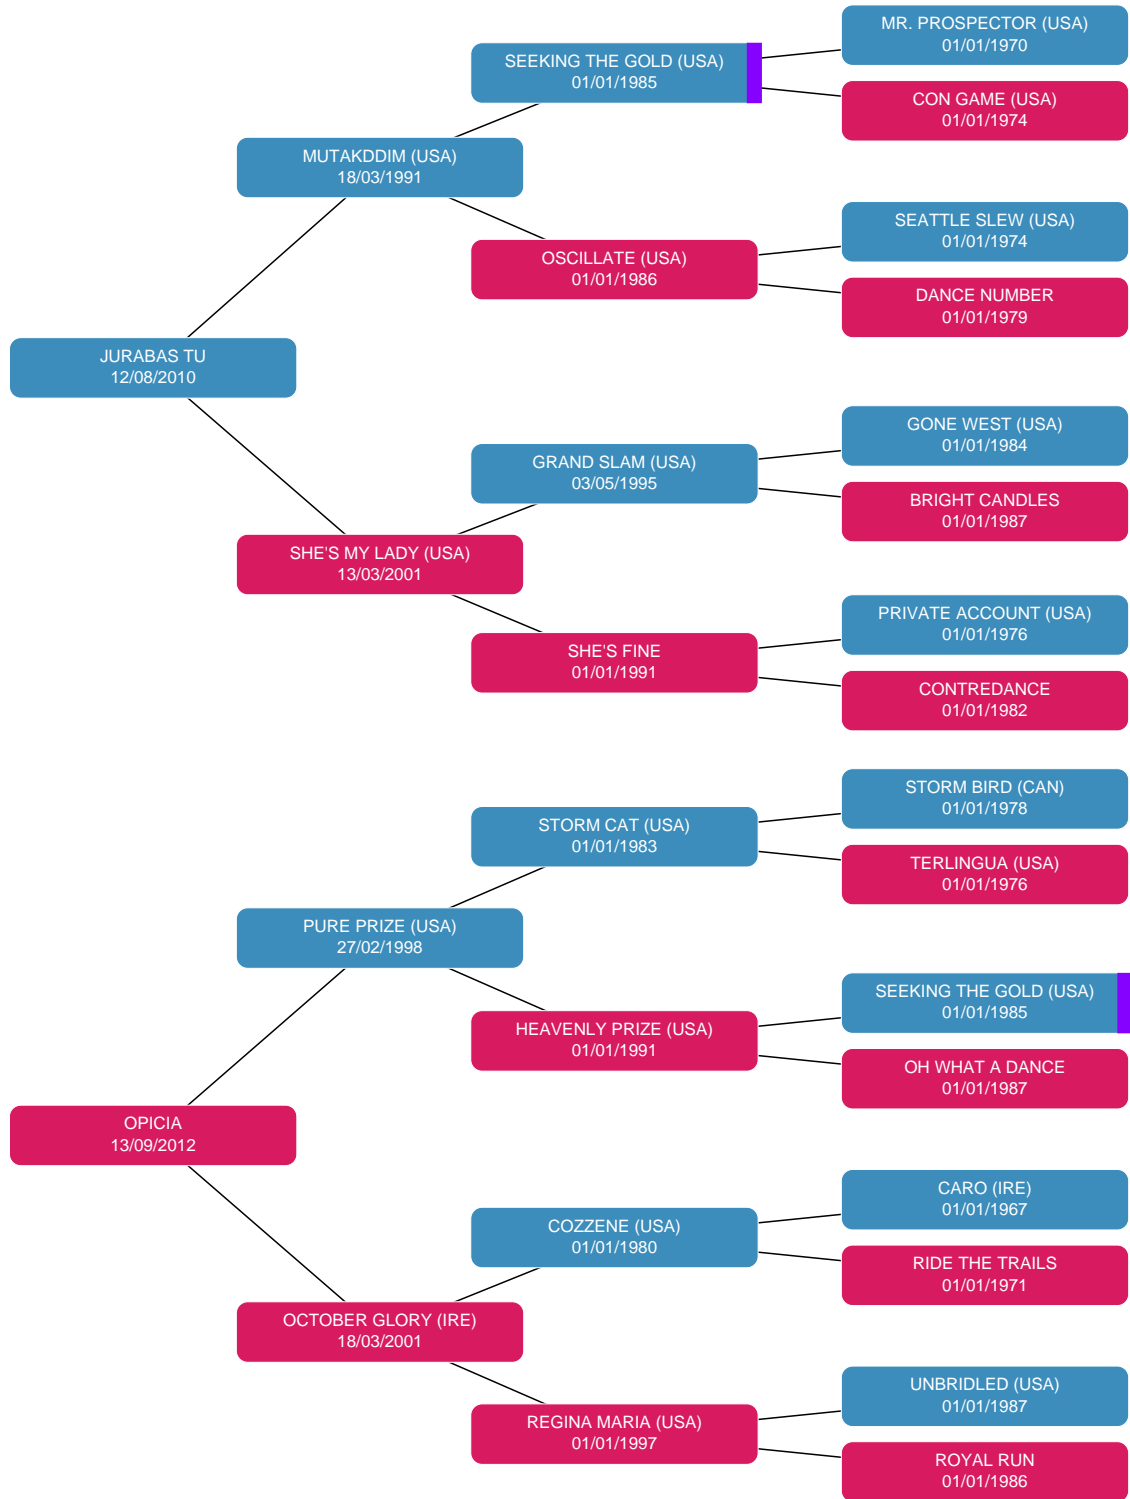 MR. PROSPECTOR (USA)
01/01/1970
SEEKING THE GOLD (USA)
01/01/1985
CON GAME (USA)
01/01/1974
MUTAKDDIM (USA)
18/03/1991
SEATTLE SLEW (USA)
01/01/1974
OSCILLATE (USA)
01/01/1986
DANCE NUMBER
01/01/1979
JURABAS TU
12/08/2010
GONE WEST (USA)
01/01/1984
GRAND SLAM (USA)
03/05/1995
BRIGHT CANDLES
01/01/1987
SHE'S MY LADY (USA)
13/03/2001
PRIVATE ACCOUNT (USA)
01/01/1976
SHE'S FINE
01/01/1991
CONTREDANCE
01/01/1982
STORM BIRD (CAN)
01/01/1978
STORM CAT (USA)
01/01/1983
TERLINGUA (USA)
01/01/1976
PURE PRIZE (USA)
27/02/1998
SEEKING THE GOLD (USA)
01/01/1985
HEAVENLY PRIZE (USA)
01/01/1991
OH WHAT A DANCE
01/01/1987
OPICIA
13/09/2012
CARO (IRE)
01/01/1967
COZZENE (USA)
01/01/1980
RIDE THE TRAILS
01/01/1971
OCTOBER GLORY (IRE)
18/03/2001
UNBRIDLED (USA)
01/01/1987
REGINA MARIA (USA)
01/01/1997
ROYAL RUN
01/01/1986